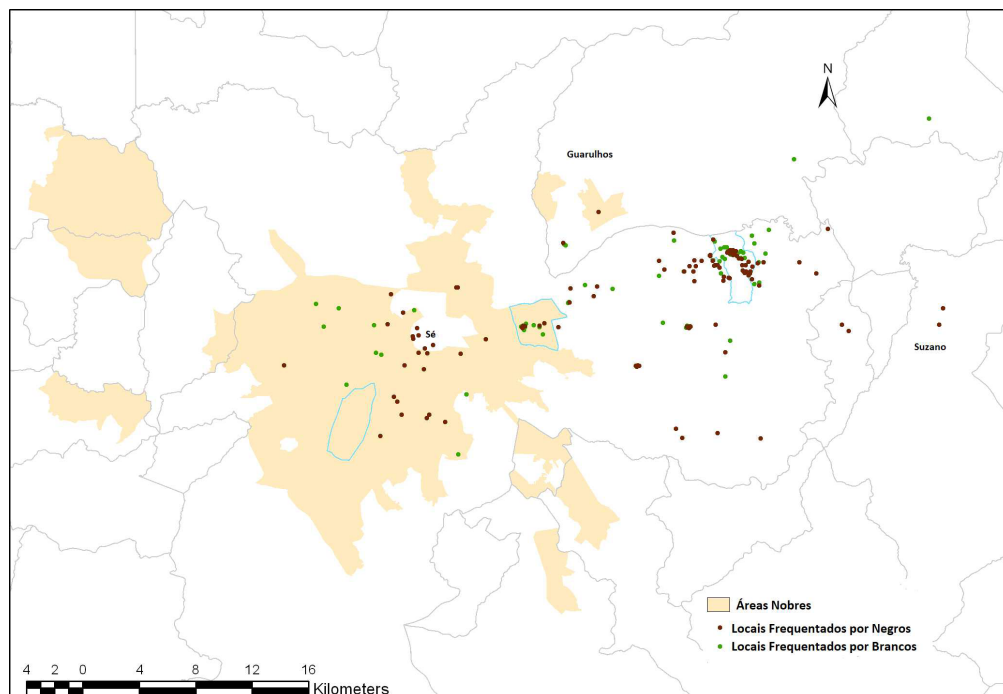 N
Guarulhos
Sé
Suzano
Áreas Nobres
Locais Frequentados por Negros
Locais Frequentados por Brancos
4 2 0 4 8 12 16
Kilometers